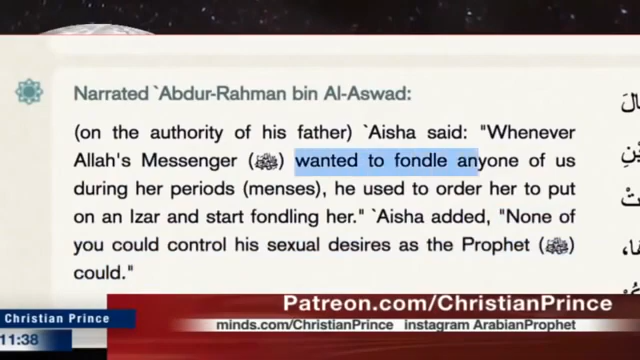 Narrated `Abdur-Rahman bin Al-Aswad:
(on the authority of his father) `Aisha said: "Whenever
Allah's Messenger (ﷺ) wanted to fondle anyone of us
during her periods (menses), he used to order her to put
on an Izar and start fondling her." `Aisha added, "None of
you could control his sexual desires as the Prophet (ﷺ)
could."
Patreon.com/ChristianPrince
Christian Prince
minds.com/ChristianPrince instagram ArabianProphet
11:38